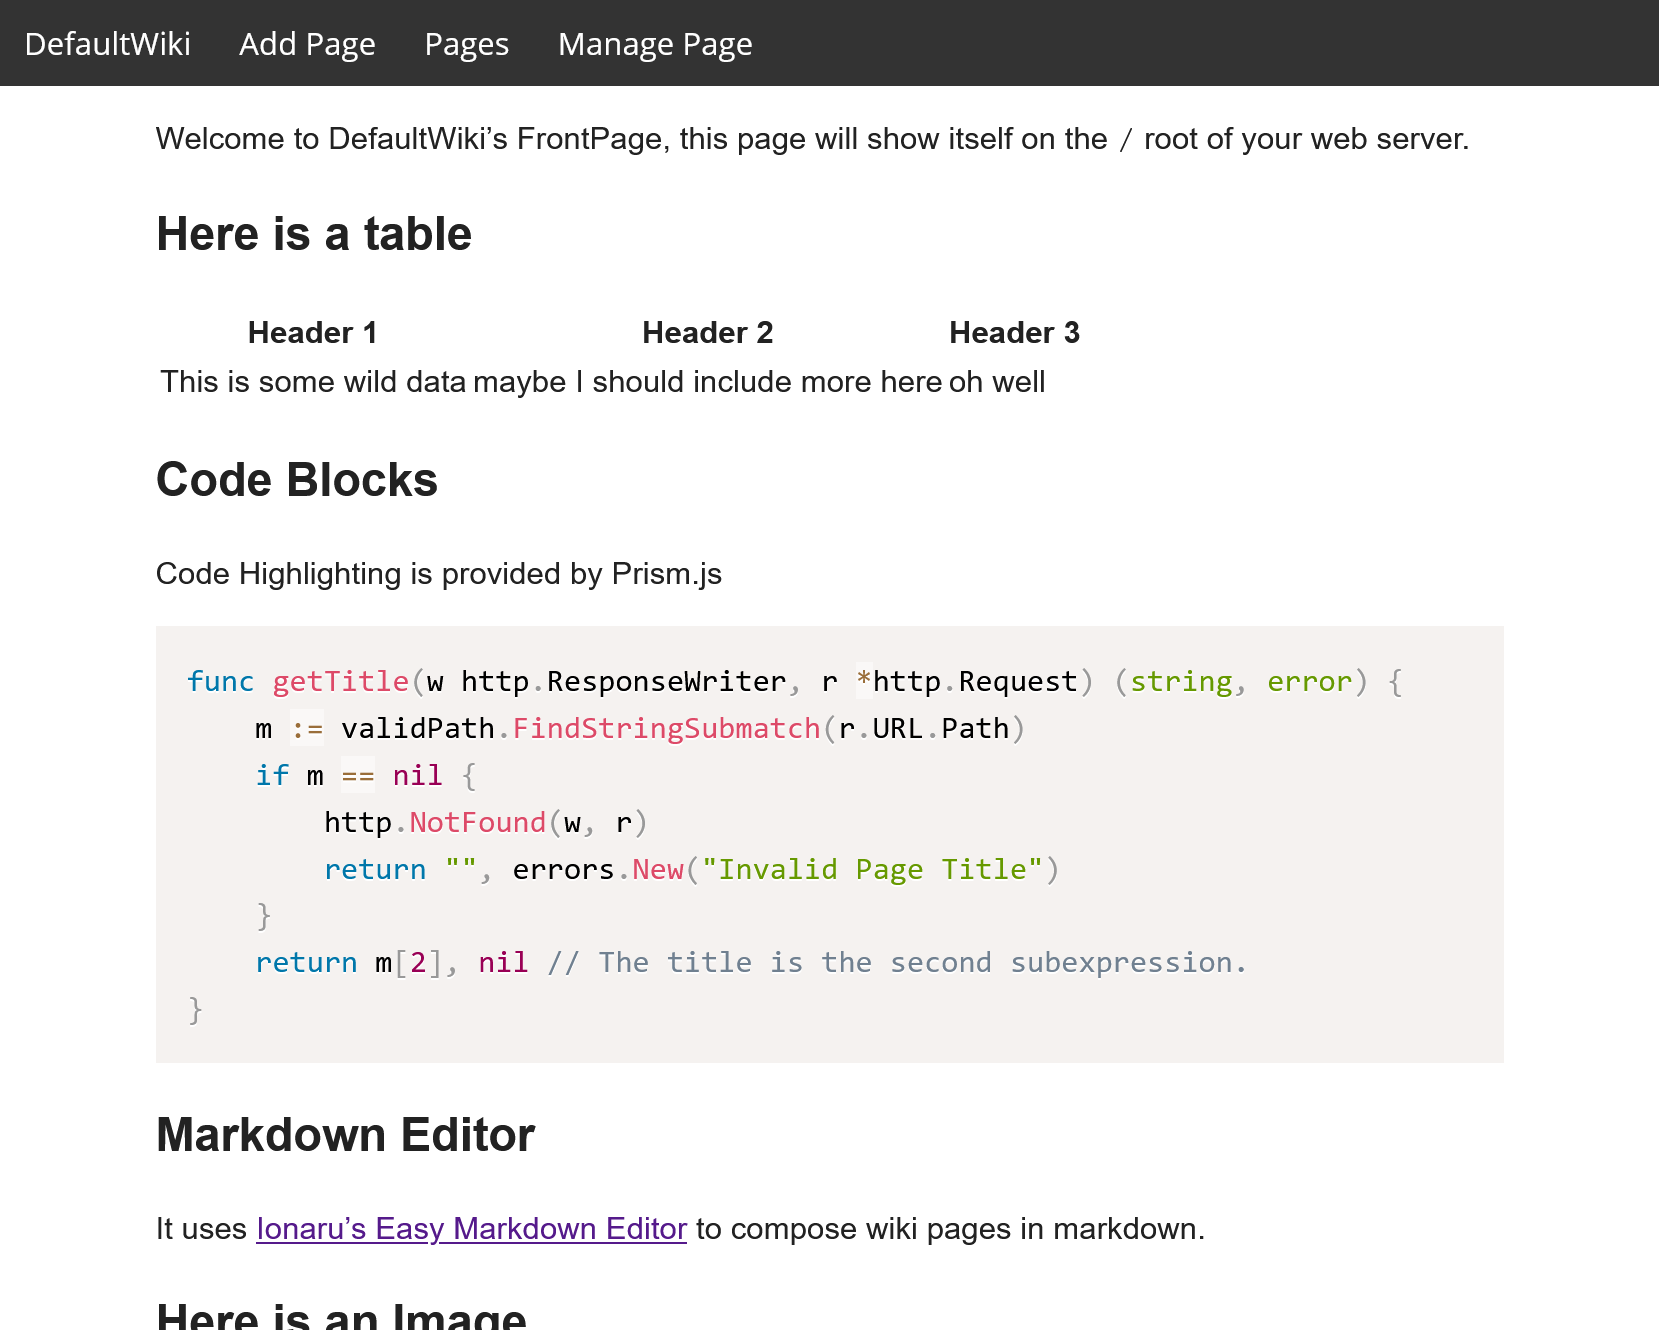 DefaultWiki Add Page Pages Manage Page
Welcome to DefaultWiki’s FrontPage, this page will show itself on the / root of your web server.
Here is a table
Header 1 Header 2 Header 3
This is some wild data maybe I should include more here oh well
Code Blocks
Code Highlighting is provided by Prism.js
func getTitle(w http.ResponseWriter, r *http.Request) (string, error) {
    m := validPath.FindStringSubmatch(r.URL.Path)
    if m == nil {
        http.NotFound(w, r)
        return "", errors.New("Invalid Page Title")
    }
    return m[2], nil // The title is the second subexpression.
}
Markdown Editor
It uses Ionaru’s Easy Markdown Editor to compose wiki pages in markdown.
Here is an Image